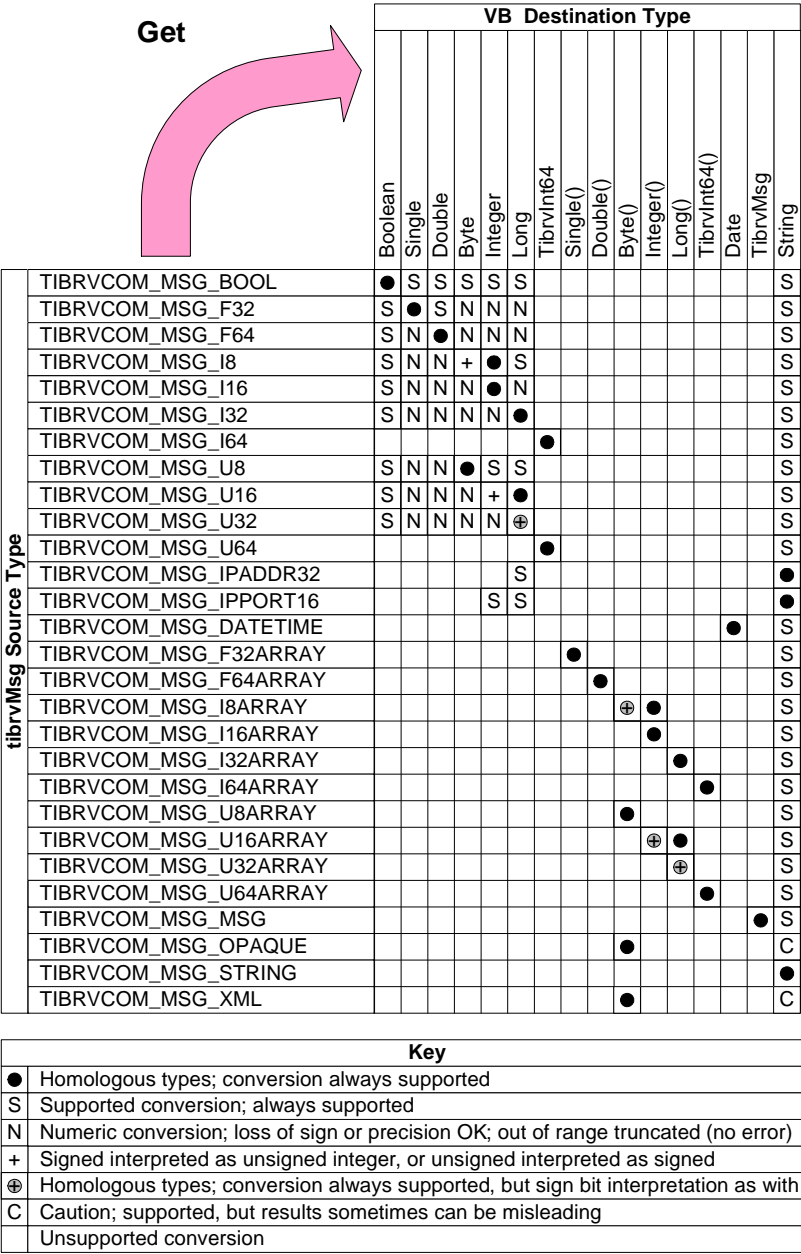 Get
VB Destination Type
Boolean
Single
Double
Byte
Integer
Long
TibrvInt64
Single()
Double()
Byte()
Integer()
Long()
TibrvInt64()
Date
TibrvMsg
String
tibrvMsg Source Type
TIBRVCOM_MSG_BOOL ● S S S S S S
TIBRVCOM_MSG_F32 S ● S N N N S
TIBRVCOM_MSG_F64 S N ● N N N S
TIBRVCOM_MSG_I8 S N N + ● S S
TIBRVCOM_MSG_I16 S N N N ● N S
TIBRVCOM_MSG_I32 S N N N N ● S
TIBRVCOM_MSG_I64 ● S
TIBRVCOM_MSG_U8 S N N ● S S S
TIBRVCOM_MSG_U16 S N N N + ● S
TIBRVCOM_MSG_U32 S N N N N ⊕ S
TIBRVCOM_MSG_U64 ● S
TIBRVCOM_MSG_IPADDR32 S ●
TIBRVCOM_MSG_IPPORT16 S S ●
TIBRVCOM_MSG_DATETIME ● S
TIBRVCOM_MSG_F32ARRAY ● S
TIBRVCOM_MSG_F64ARRAY ● S
TIBRVCOM_MSG_I8ARRAY ⊕ ● S
TIBRVCOM_MSG_I16ARRAY ● S
TIBRVCOM_MSG_I32ARRAY ● S
TIBRVCOM_MSG_I64ARRAY ● S
TIBRVCOM_MSG_U8ARRAY ● S
TIBRVCOM_MSG_U16ARRAY ⊕ ● S
TIBRVCOM_MSG_U32ARRAY ⊕ S
TIBRVCOM_MSG_U64ARRAY ● S
TIBRVCOM_MSG_MSG ● S
TIBRVCOM_MSG_OPAQUE ● C
TIBRVCOM_MSG_STRING ●
TIBRVCOM_MSG_XML ● C
Key
● Homologous types; conversion always supported
S Supported conversion; always supported
N Numeric conversion; loss of sign or precision OK; out of range truncated (no error)
+ Signed interpreted as unsigned integer, or unsigned interpreted as signed
⊕ Homologous types; conversion always supported, but sign bit interpretation as with
C Caution; supported, but results sometimes can be misleading
Unsupported conversion